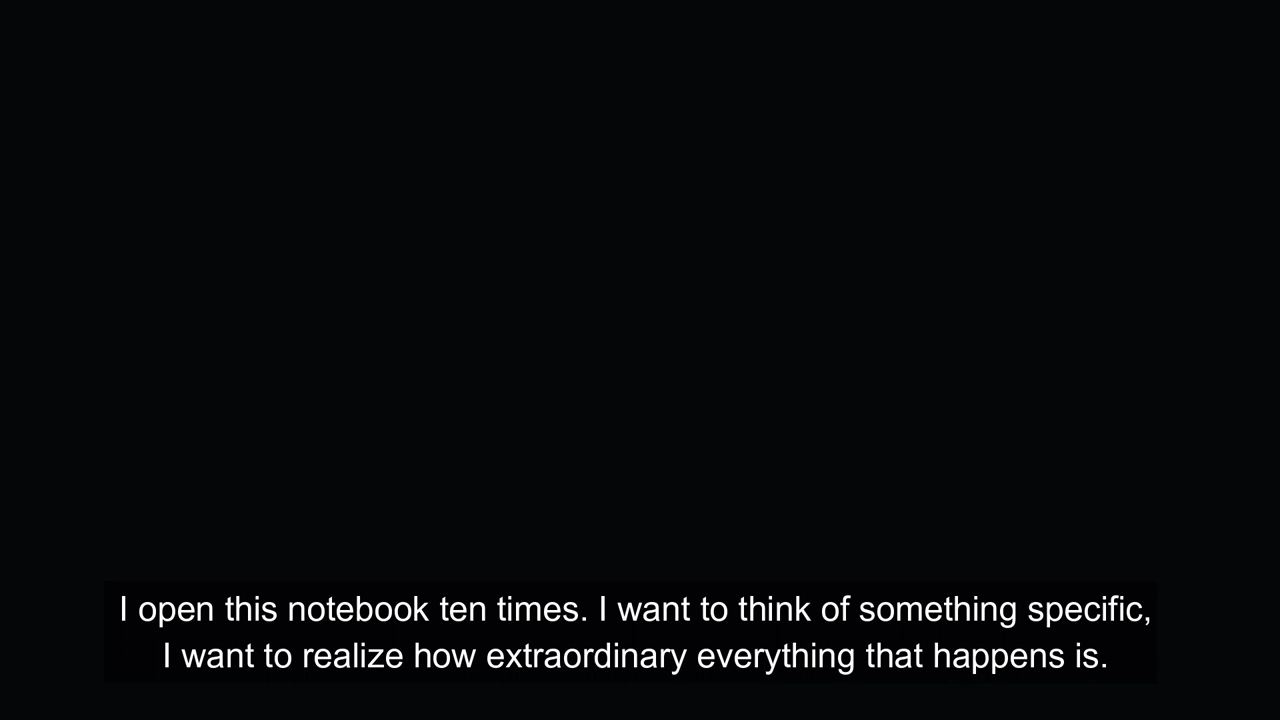 I open this notebook ten times. I want to think of something specific,
I want to realize how extraordinary everything that happens is.